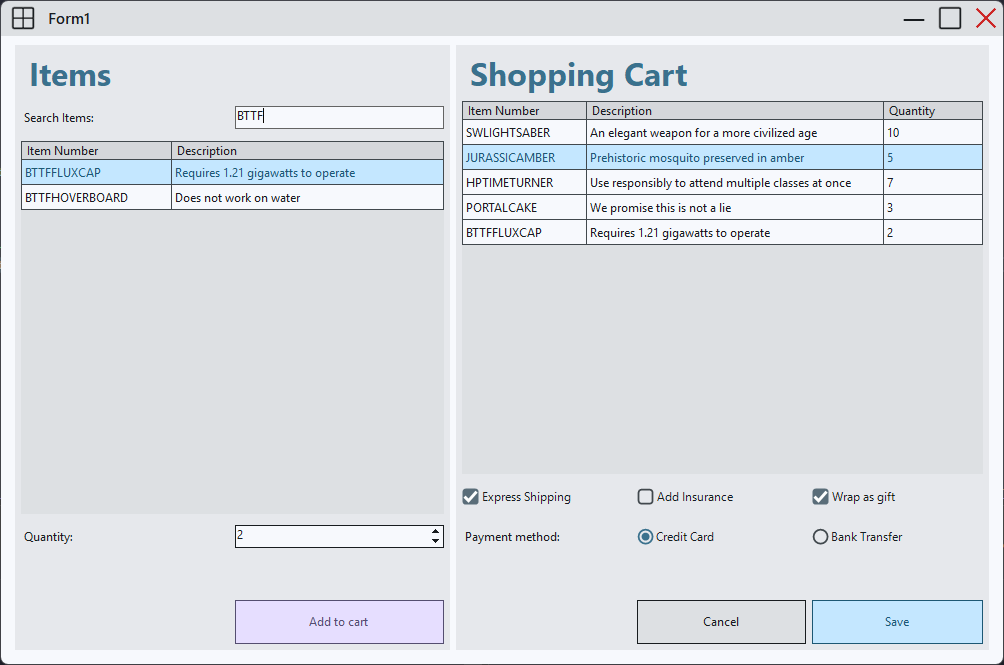 Form1
Items
Search Items: BTTF
Item Number Description
BTTFFLUXCAP Requires 1.21 gigawatts to operate
BTTFHOVERBOARD Does not work on water
Quantity: 2
Add to cart
Shopping Cart
Item Number Description Quantity
SWLIGHTSABER An elegant weapon for a more civilized age 10
JURASSICAMBER Prehistoric mosquito preserved in amber 5
HPTIMETURNER Use responsibly to attend multiple classes at once 7
PORTALCAKE We promise this is not a lie 3
BTTFFLUXCAP Requires 1.21 gigawatts to operate 2
Express Shipping Add Insurance Wrap as gift
Payment method: Credit Card Bank Transfer
Cancel Save